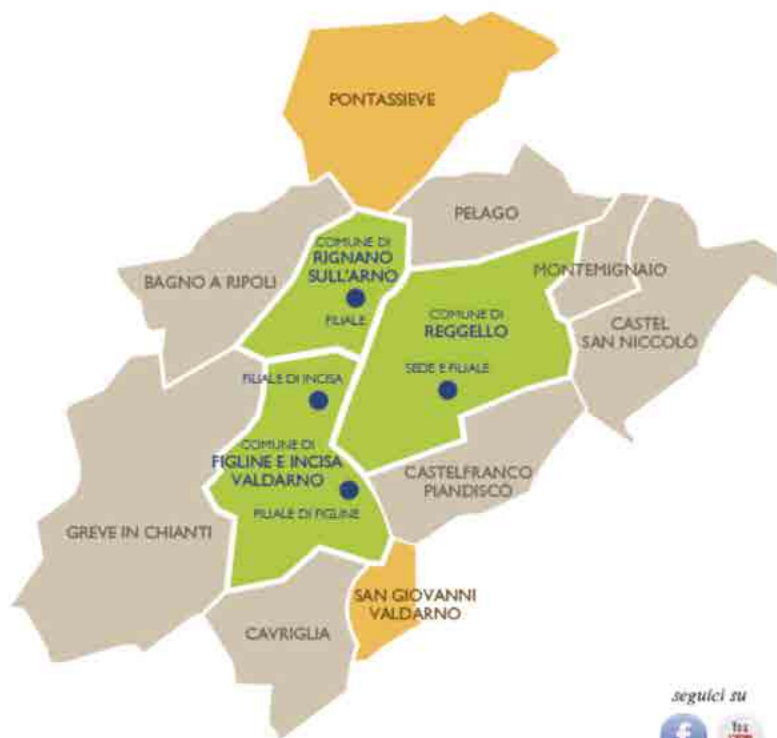 PONTASSIEVE
PELAGO
COMUNE DI
RIGNANO
SULL'ARNO
FILIALE
BAGNO A RIPOLI
MONTEMIGNAIO
COMUNE DI
REGGELLO
SEDE E FILIALE
CASTEL
SAN NICCOLÒ
FILIALE DI INCISA
COMUNE DI
FIGLINE E INCISA
VALDARNO
FILIALE DI FIGLINE
CASTELFRANCO
PIANDISCÒ
GREVE IN CHIANTI
SAN GIOVANNI
VALDARNO
CAVRIGLIA
seguici su
f
You